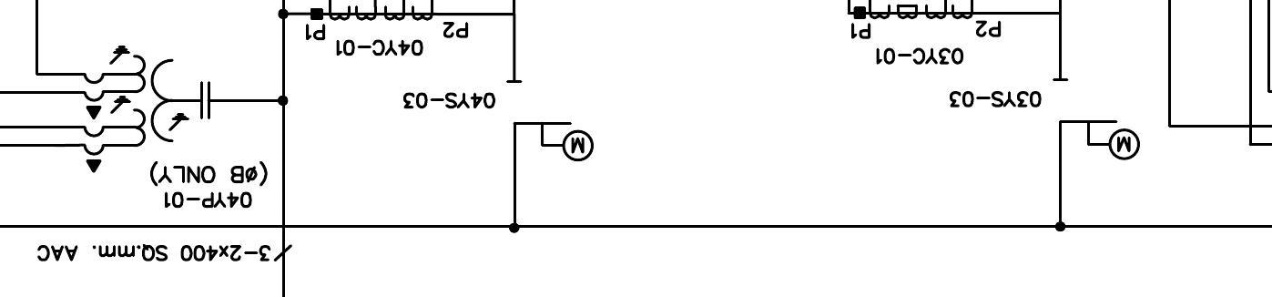 3-2x400 SQ.mm. AAC
04YP-01
(ØB ONLY)
M
M
03YS-03
04YS-03
03YC-01
04YC-01
P2
P1
P2
P1